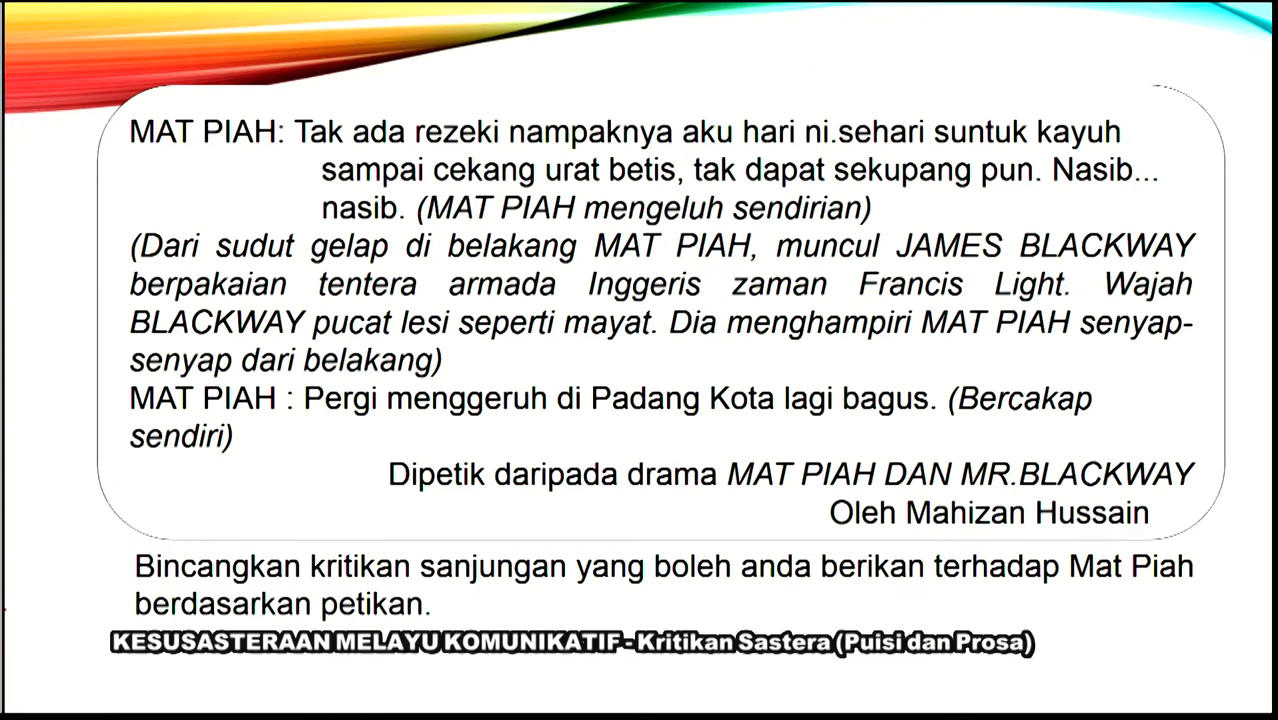 MAT PIAH: Tak ada rezeki nampaknya aku hari ni.sehari suntuk kayuh
sampai cekang urat betis, tak dapat sekupang pun. Nasib...
nasib. (MAT PIAH mengeluh sendirian)
(Dari sudut gelap di belakang MAT PIAH, muncul JAMES BLACKWAY
berpakaian tentera armada Inggeris zaman Francis Light. Wajah
BLACKWAY pucat lesi seperti mayat. Dia menghampiri MAT PIAH senyap-
senyap dari belakang)
MAT PIAH : Pergi menggeruh di Padang Kota lagi bagus. (Bercakap
sendiri)
Dipetik daripada drama MAT PIAH DAN MR.BLACKWAY
Oleh Mahizan Hussain
Bincangkan kritikan sanjungan yang boleh anda berikan terhadap Mat Piah
berdasarkan petikan.
KESUSASTERAAN MELAYU KOMUNIKATIF - Kritikan Sastera (Puisi dan Prosa)